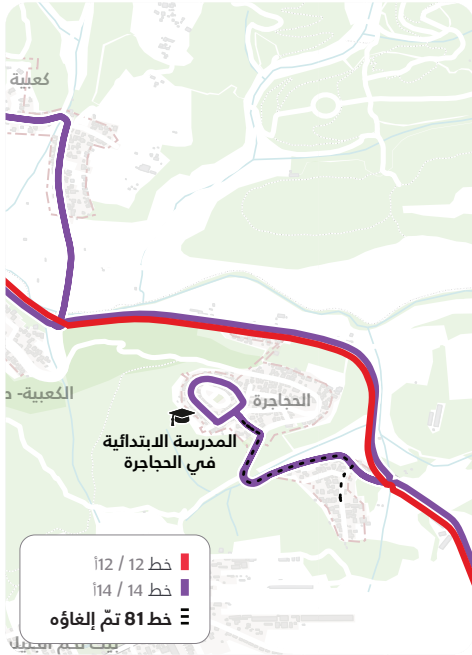 كعبية
الكعبية-
الحجاجرة
المدرسة الابتدائية
في الحجاجرة
خط 12 / 12أ
خط 14 / 14أ
خط 81 تمّ إلغاؤه